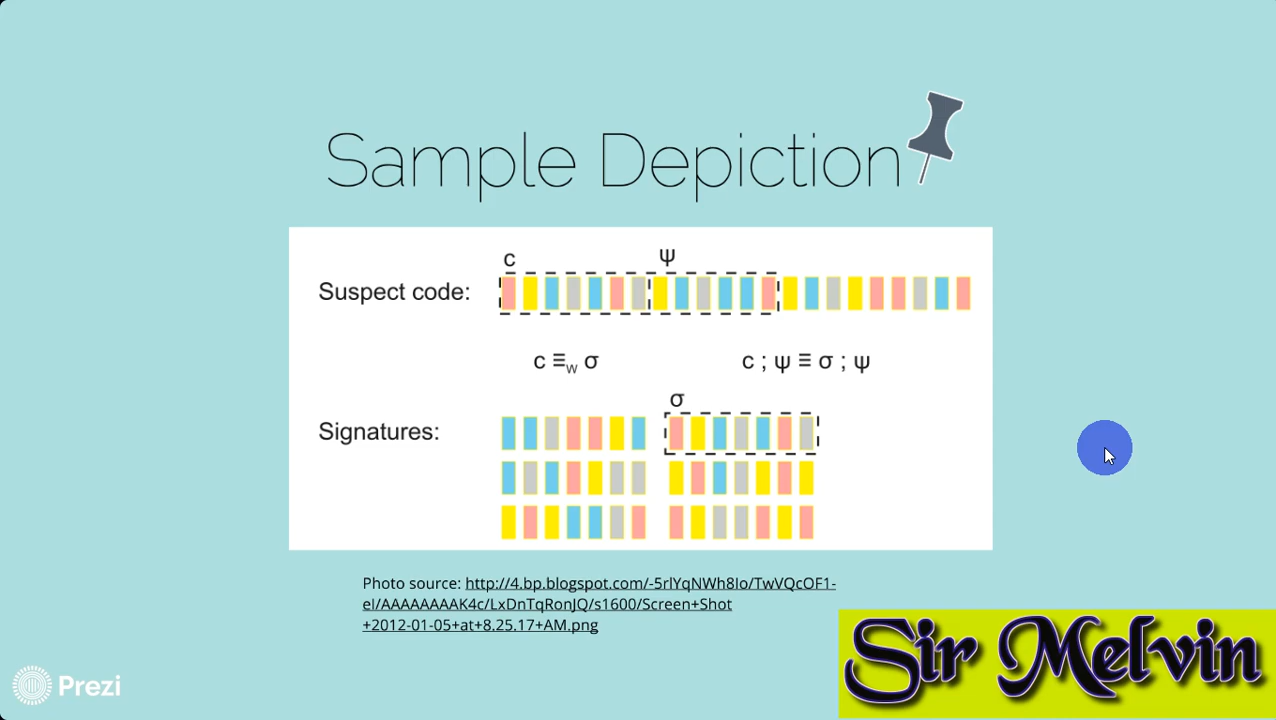 Sample Depiction
c ψ
Suspect code:
c ≡w σ c ; ψ ≡ σ ; ψ
σ
Signatures:
Photo source: http://4.bp.blogspot.com/-5rlYqNWh8Io/TwVQcOF1-
eI/AAAAAAAAK4c/LxDnTqRonJQ/s1600/Screen+Shot
+2012-01-05+at+8.25.17+AM.png
Sir Melvin
Prezi